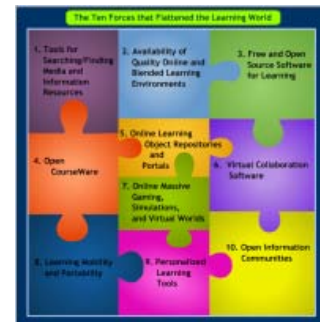 The Ten Forces that Flattened the Learning World
1. Tools for
Searching/Finding
Media and
Information
Resources
2. Availability of
Quality Online and
Blended Learning
Environments
3. Free and Open
Source Software
for Learning
4. Open
CourseWare
5. Online Learning
Object Repositories
and
Portals
6. Virtual Collaboration
Software
7. Online Massive
Gaming,
Simulations,
and Virtual Worlds
8. Learning Mobility
and Portability
9. Personalized
Learning
Tools
10. Open Information
Communities